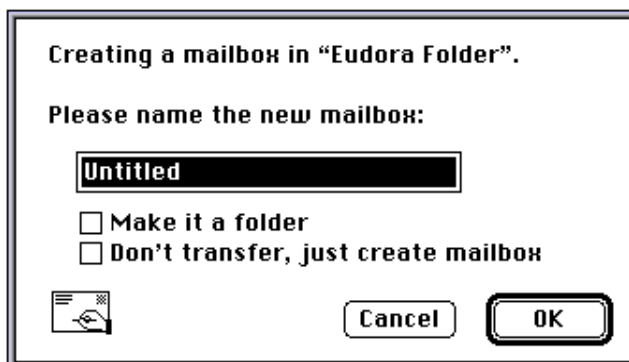 Creating a mailbox in “Eudora Folder”.
Please name the new mailbox:
Untitled
Make it a folder
Don't transfer, just create mailbox
Cancel
OK